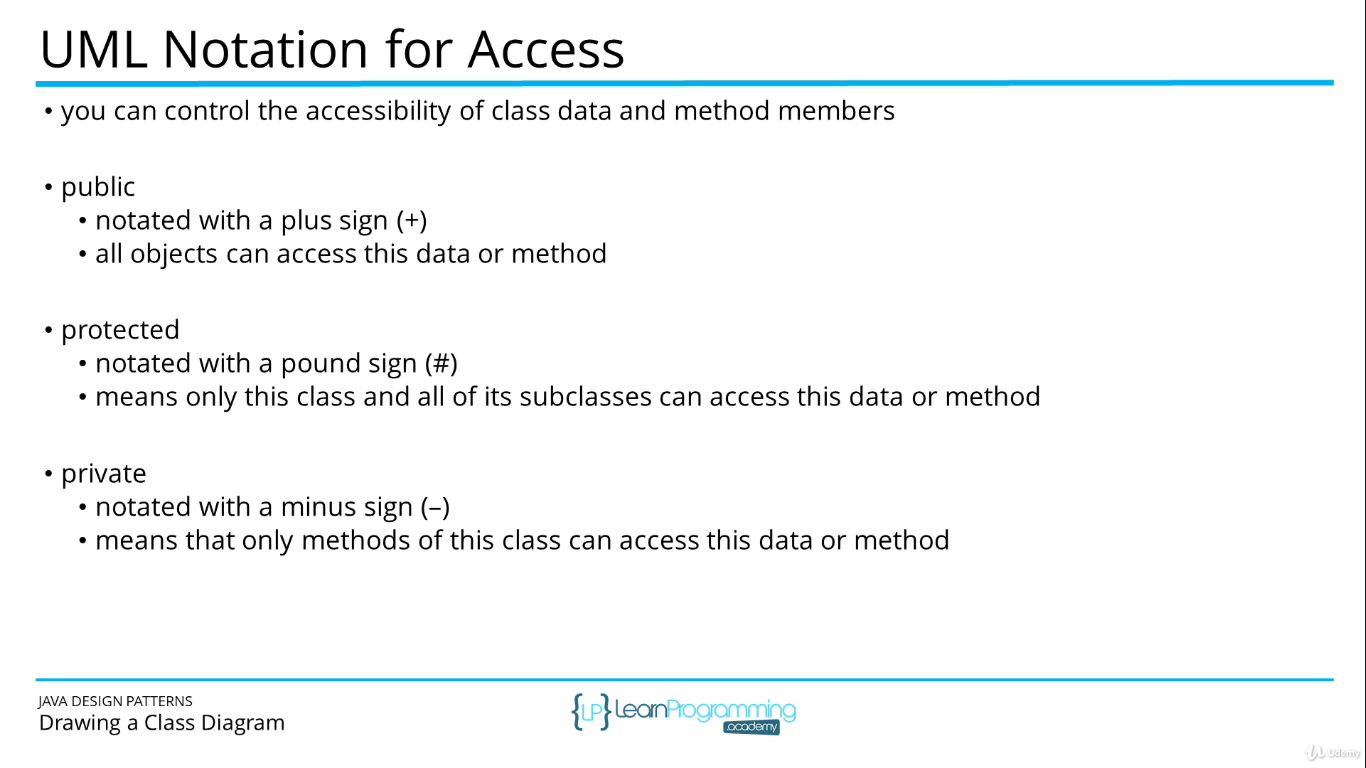 UML Notation for Access
• you can control the accessibility of class data and method members
• public
• notated with a plus sign (+)
• all objects can access this data or method
• protected
• notated with a pound sign (#)
• means only this class and all of its subclasses can access this data or method
• private
• notated with a minus sign (–)
• means that only methods of this class can access this data or method
JAVA DESIGN PATTERNS
Drawing a Class Diagram
{LP} LearnProgramming
.academy
Udemy